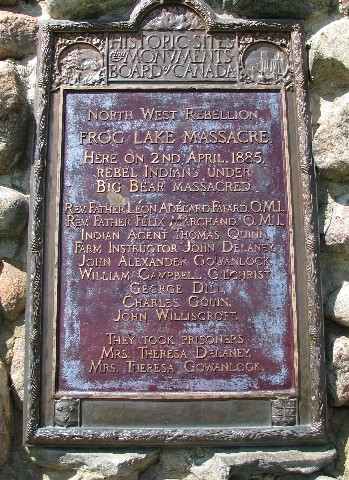 HISTORIC SITES
AND MONVMENTS
BOARD OF CANADA
NORTH WEST REBELLION
FROG LAKE MASSACRE.
HERE ON 2ND APRIL, 1885,
REBEL INDIANS UNDER
BIG BEAR MASSACRED
REV. FATHER LEON ADELARD FAFARD O.M.I.
REV. FATHER FELIX MARCHAND O.M.I.
INDIAN AGENT THOMAS QUINN,
FARM INSTRUCTOR JOHN DELANEY,
JOHN ALEXANDER GOWANLOCK,
WILLIAM CAMPBELL GILCHRIST,
GEORGE DILL,
CHARLES GOUIN,
JOHN WILLISCROFT.
THEY TOOK PRISONERS
MRS. THERESA DELANEY,
MRS. THERESA GOWANLOCK.